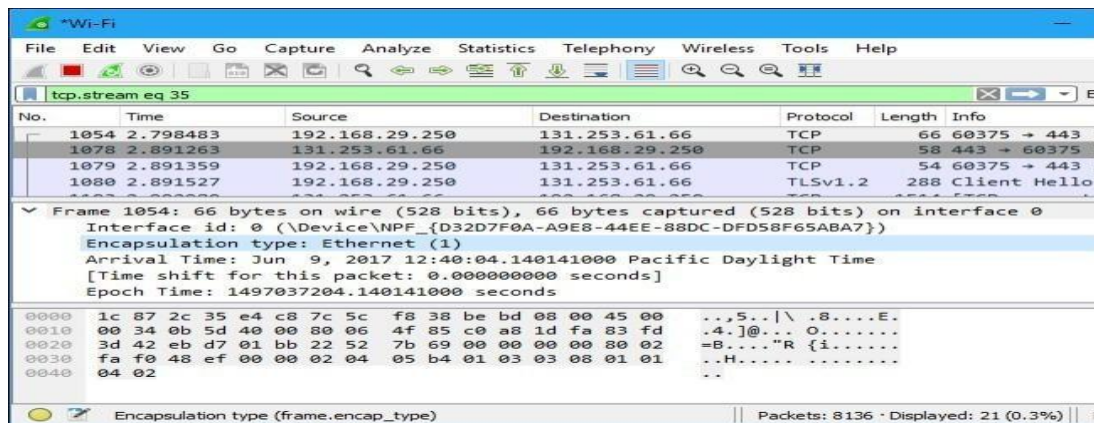 *Wi-Fi
File Edit View Go Capture Analyze Statistics Telephony Wireless Tools Help
tcp.stream eq 35
No. Time Source Destination Protocol Length Info
1054 2.798483 192.168.29.250 131.253.61.66 TCP 66 60375 → 443
1078 2.891263 131.253.61.66 192.168.29.250 TCP 58 443 → 60375
1079 2.891359 192.168.29.250 131.253.61.66 TCP 54 60375 → 443
1080 2.891527 192.168.29.250 131.253.61.66 TLSv1.2 288 Client Hello
Frame 1054: 66 bytes on wire (528 bits), 66 bytes captured (528 bits) on interface 0
Interface id: 0 (\Device\NPF_{D32D7F0A-A9E8-44EE-88DC-DFD58F65ABA7})
Encapsulation type: Ethernet (1)
Arrival Time: Jun 9, 2017 12:40:04.140141000 Pacific Daylight Time
[Time shift for this packet: 0.000000000 seconds]
Epoch Time: 1497037204.140141000 seconds
0000 1c 87 2c 35 e4 c8 7c 5c f8 38 be bd 08 00 45 00 ..,5..|\ .8....E.
0010 00 34 0b 5d 40 00 80 06 4f 85 c0 a8 1d fa 83 fd .4.]@... O.......
0020 3d 42 eb d7 01 bb 22 52 7b 69 00 00 00 00 80 02 =B...."R {i......
0030 fa f0 48 ef 00 00 02 04 05 b4 01 03 03 08 01 01 ..H..... ........
0040 04 02 ..
Encapsulation type (frame.encap_type) Packets: 8136 · Displayed: 21 (0.3%)